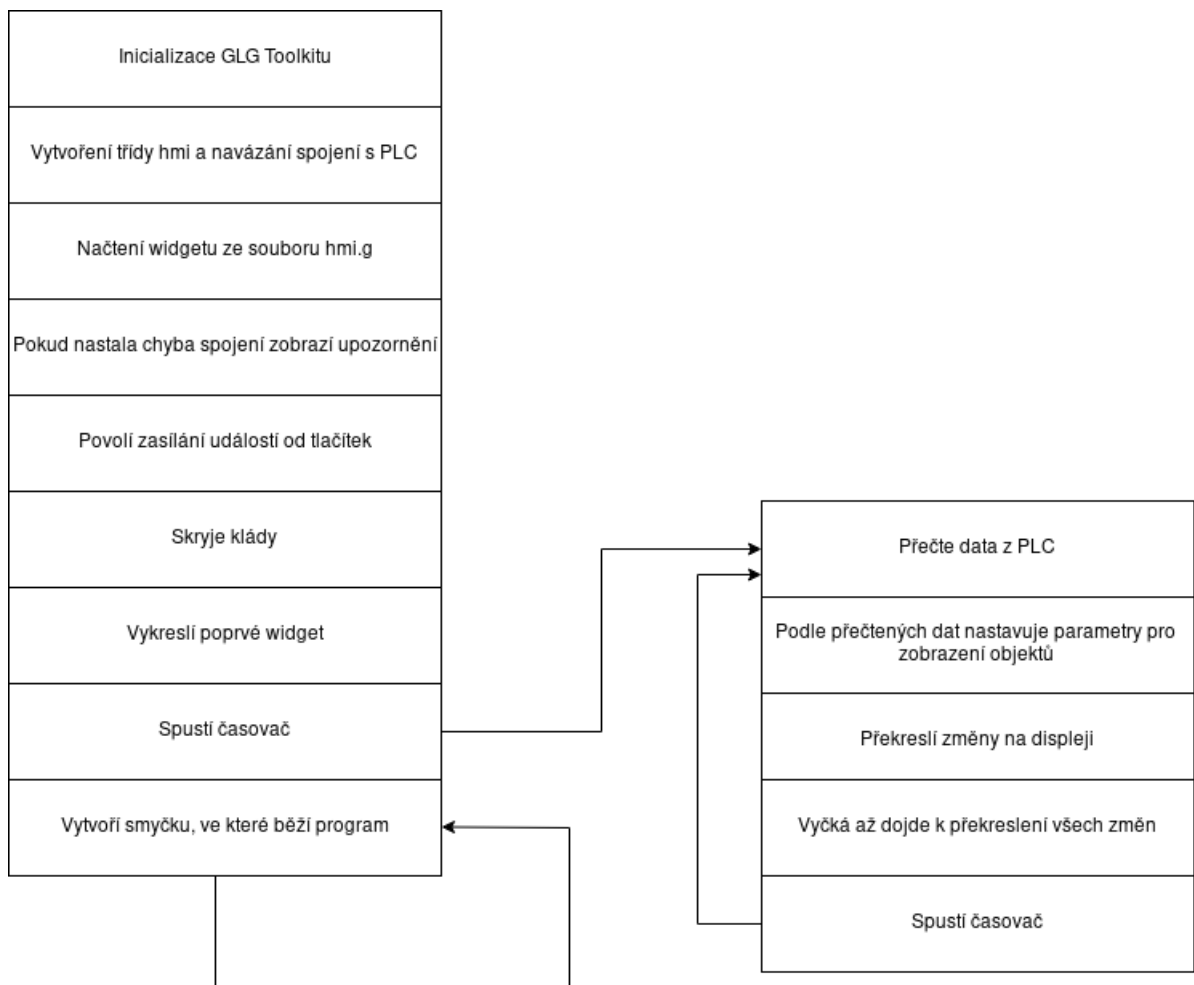 Inicializace GLG Toolkitu
Vytvoření třídy hmi a navázání spojení s PLC
Načtení widgetu ze souboru hmi.g
Pokud nastala chyba spojení zobrazí upozornění
Povolí zasílání událostí od tlačítek
Skryje klády
Vykreslí poprvé widget
Spustí časovač
Vytvoří smyčku, ve které běží program
Přečte data z PLC
Podle přečtených dat nastavuje parametry pro
zobrazení objektů
Překreslí změny na displeji
Vyčká až dojde k překreslení všech změn
Spustí časovač